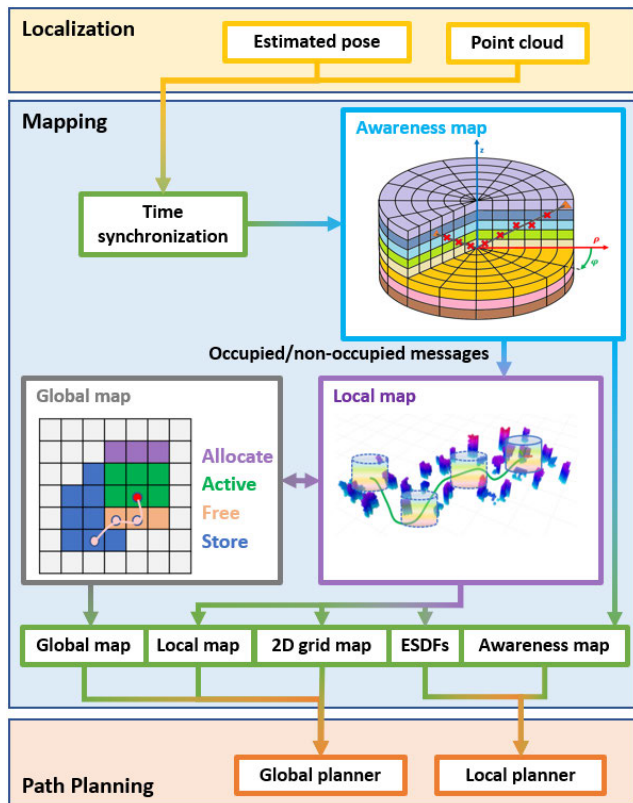 Localization
Estimated pose
Point cloud
Mapping
Awareness map
z
Time
synchronization
ρ
φ
Occupied/non-occupied messages
Global map
Local map
Allocate
Active
Free
Store
Global map
Local map
2D grid map
ESDFs
Awareness map
Global planner
Local planner
Path Planning